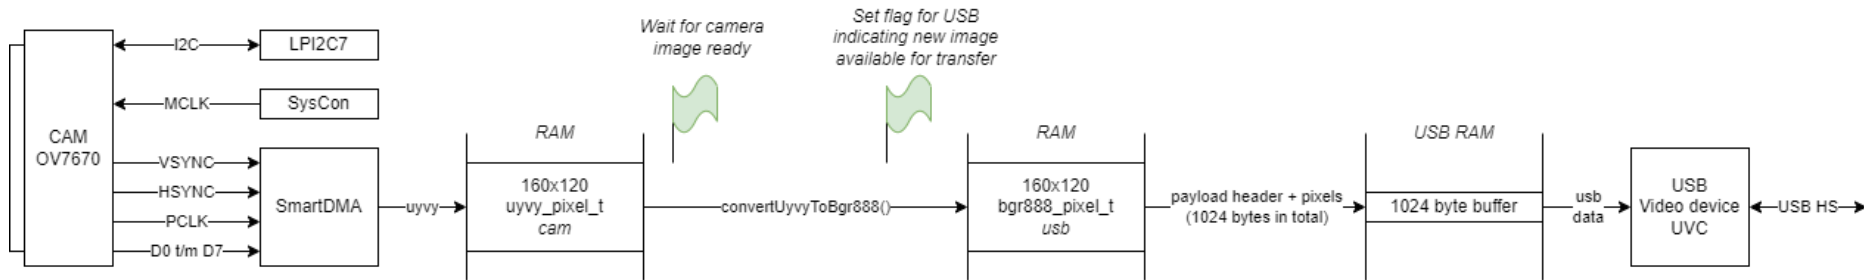 Wait for camera
image ready
Set flag for USB
indicating new image
available for transfer
CAM
OV7670
I2C
LPI2C7
MCLK
SysCon
VSYNC
HSYNC
PCLK
D0 t/m D7
SmartDMA
uyvy
RAM
160x120
uyvy_pixel_t
cam
convertUyvyToBgr888()
RAM
160x120
bgr888_pixel_t
usb
payload header + pixels
(1024 bytes in total)
USB RAM
1024 byte buffer
usb
data
USB
Video device
UVC
USB HS